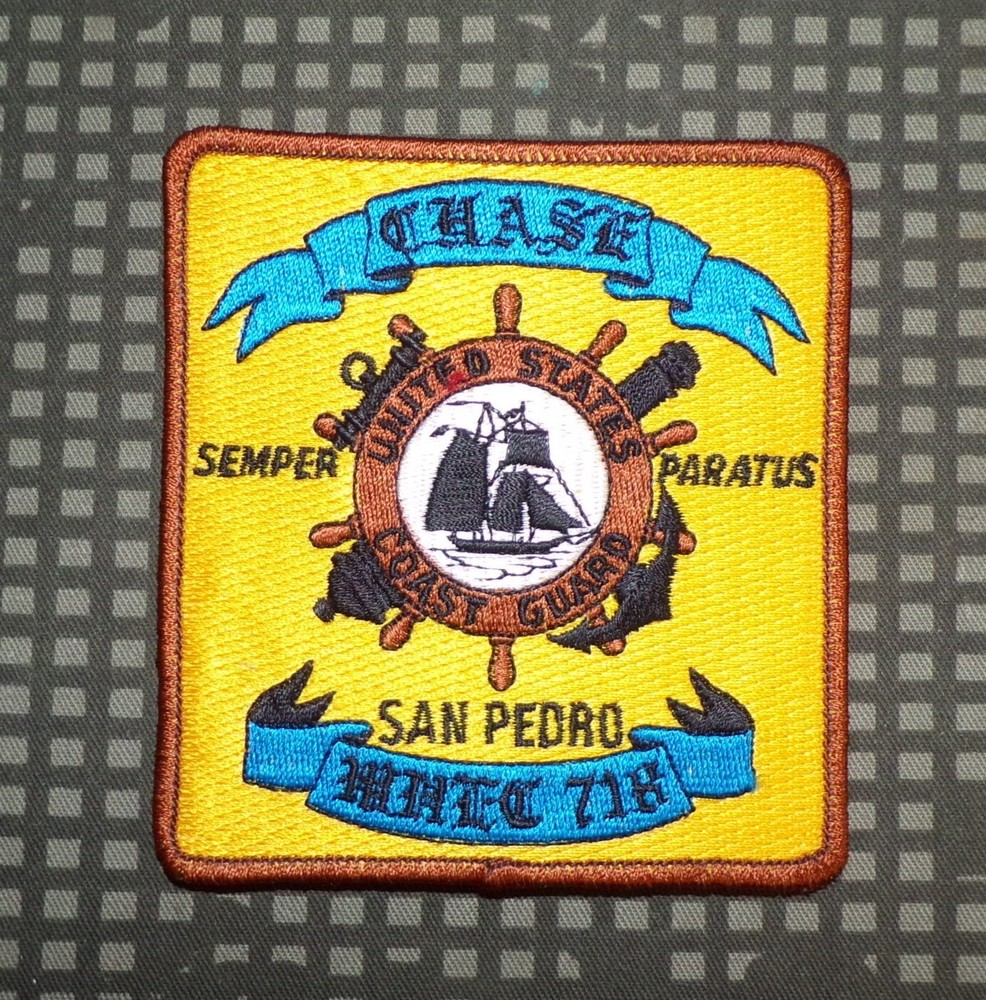 CHASE
UNITED STATES
SEMPER PARATUS
COAST GUARD
SAN PEDRO
WHEC 718